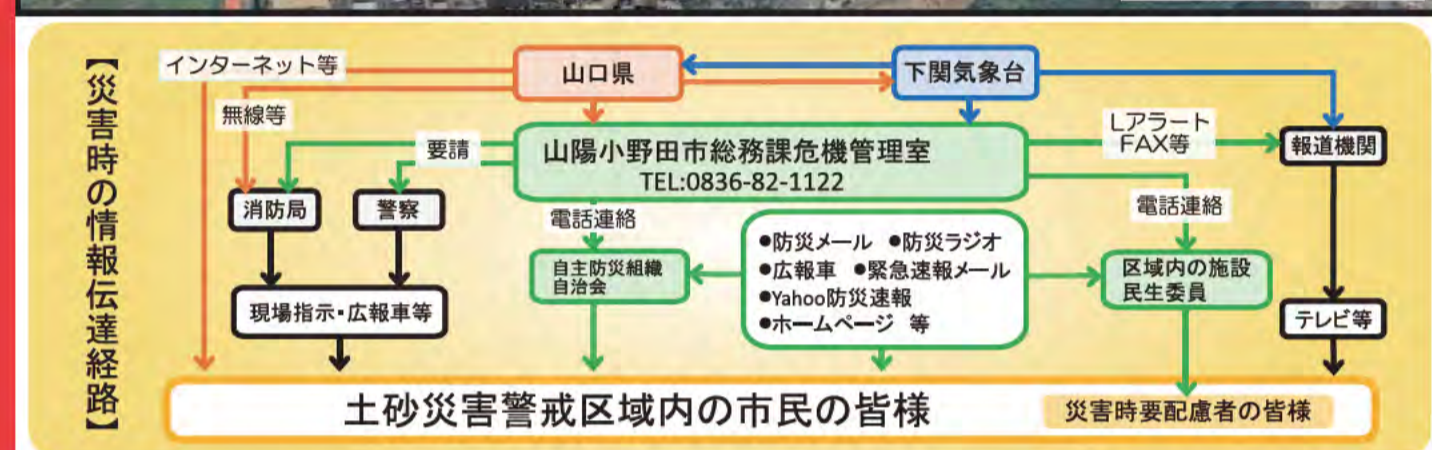 【災害時の情報伝達経路】
インターネット等
山口県
下関気象台
無線等
要請
山陽小野田市総務課危機管理室
TEL:0836-82-1122
Lアラート
FAX等
報道機関
消防局
警察
電話連絡
電話連絡
●防災メール ●防災ラジオ
●広報車 ●緊急速報メール
●Yahoo防災速報
●ホームページ 等
自主防災組織
自治会
区域内の施設
民生委員
現場指示・広報車等
テレビ等
土砂災害警戒区域内の市民の皆様
災害時要配慮者の皆様